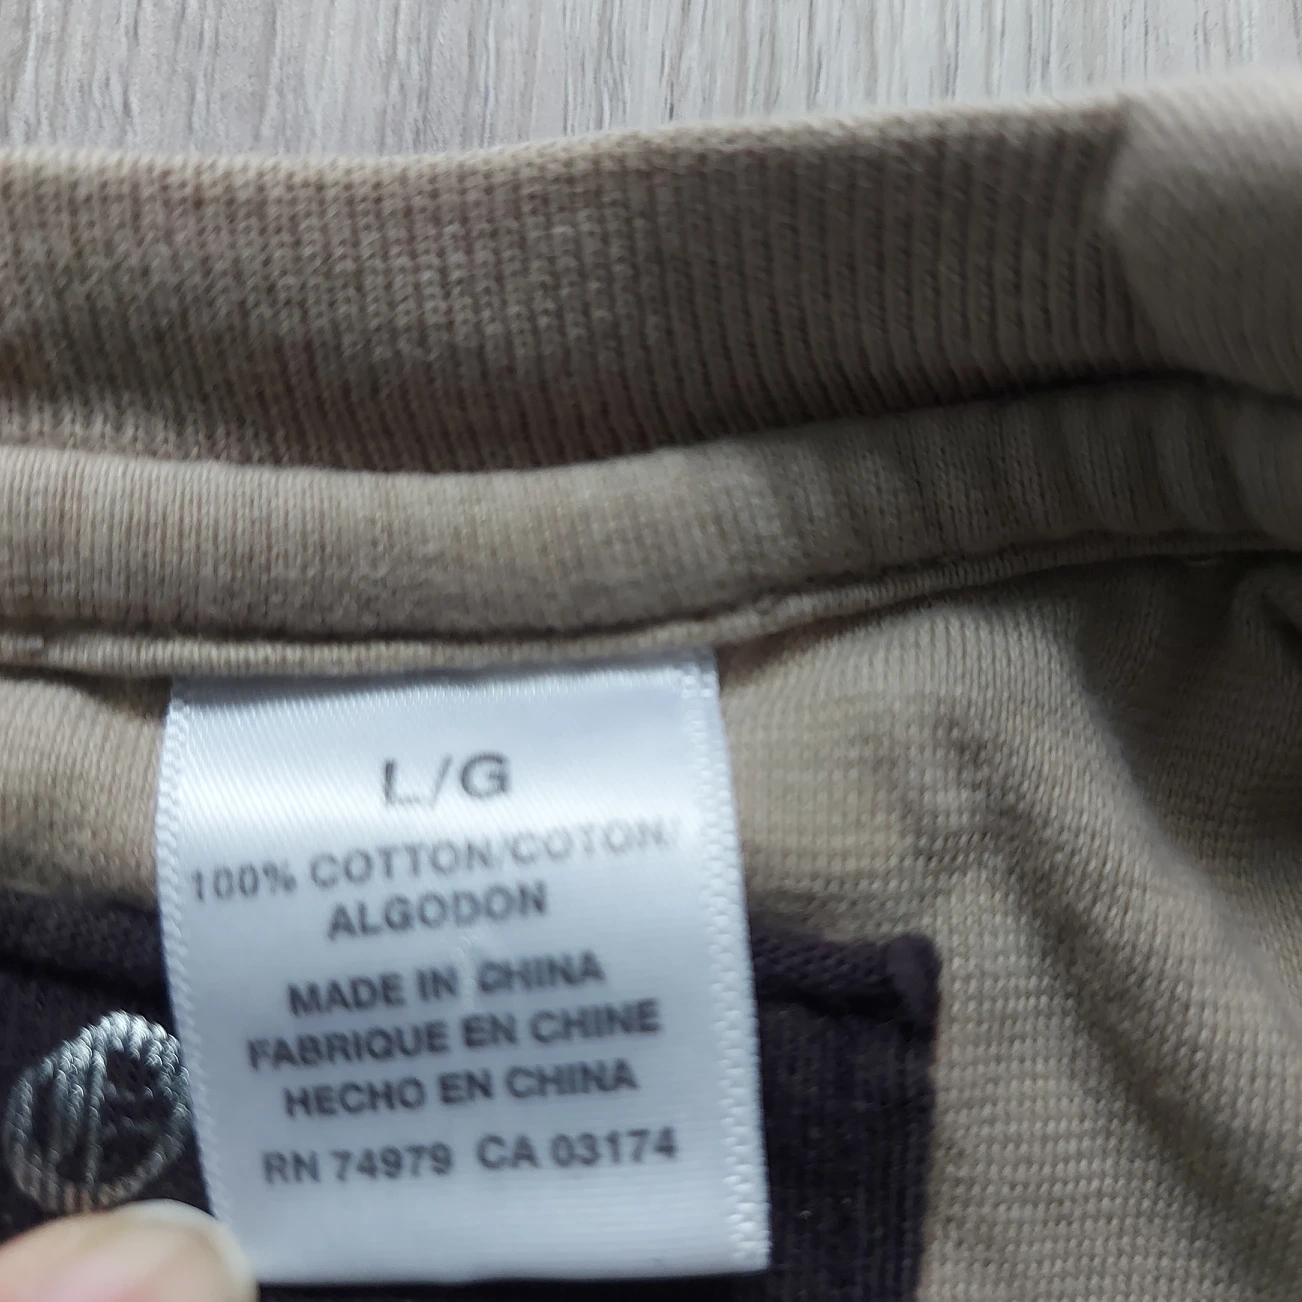 L/G
100% COTTON/COTON/
ALGODON
MADE IN CHINA
FABRIQUE EN CHINE
HECHO EN CHINA
RN 74979 CA 03174